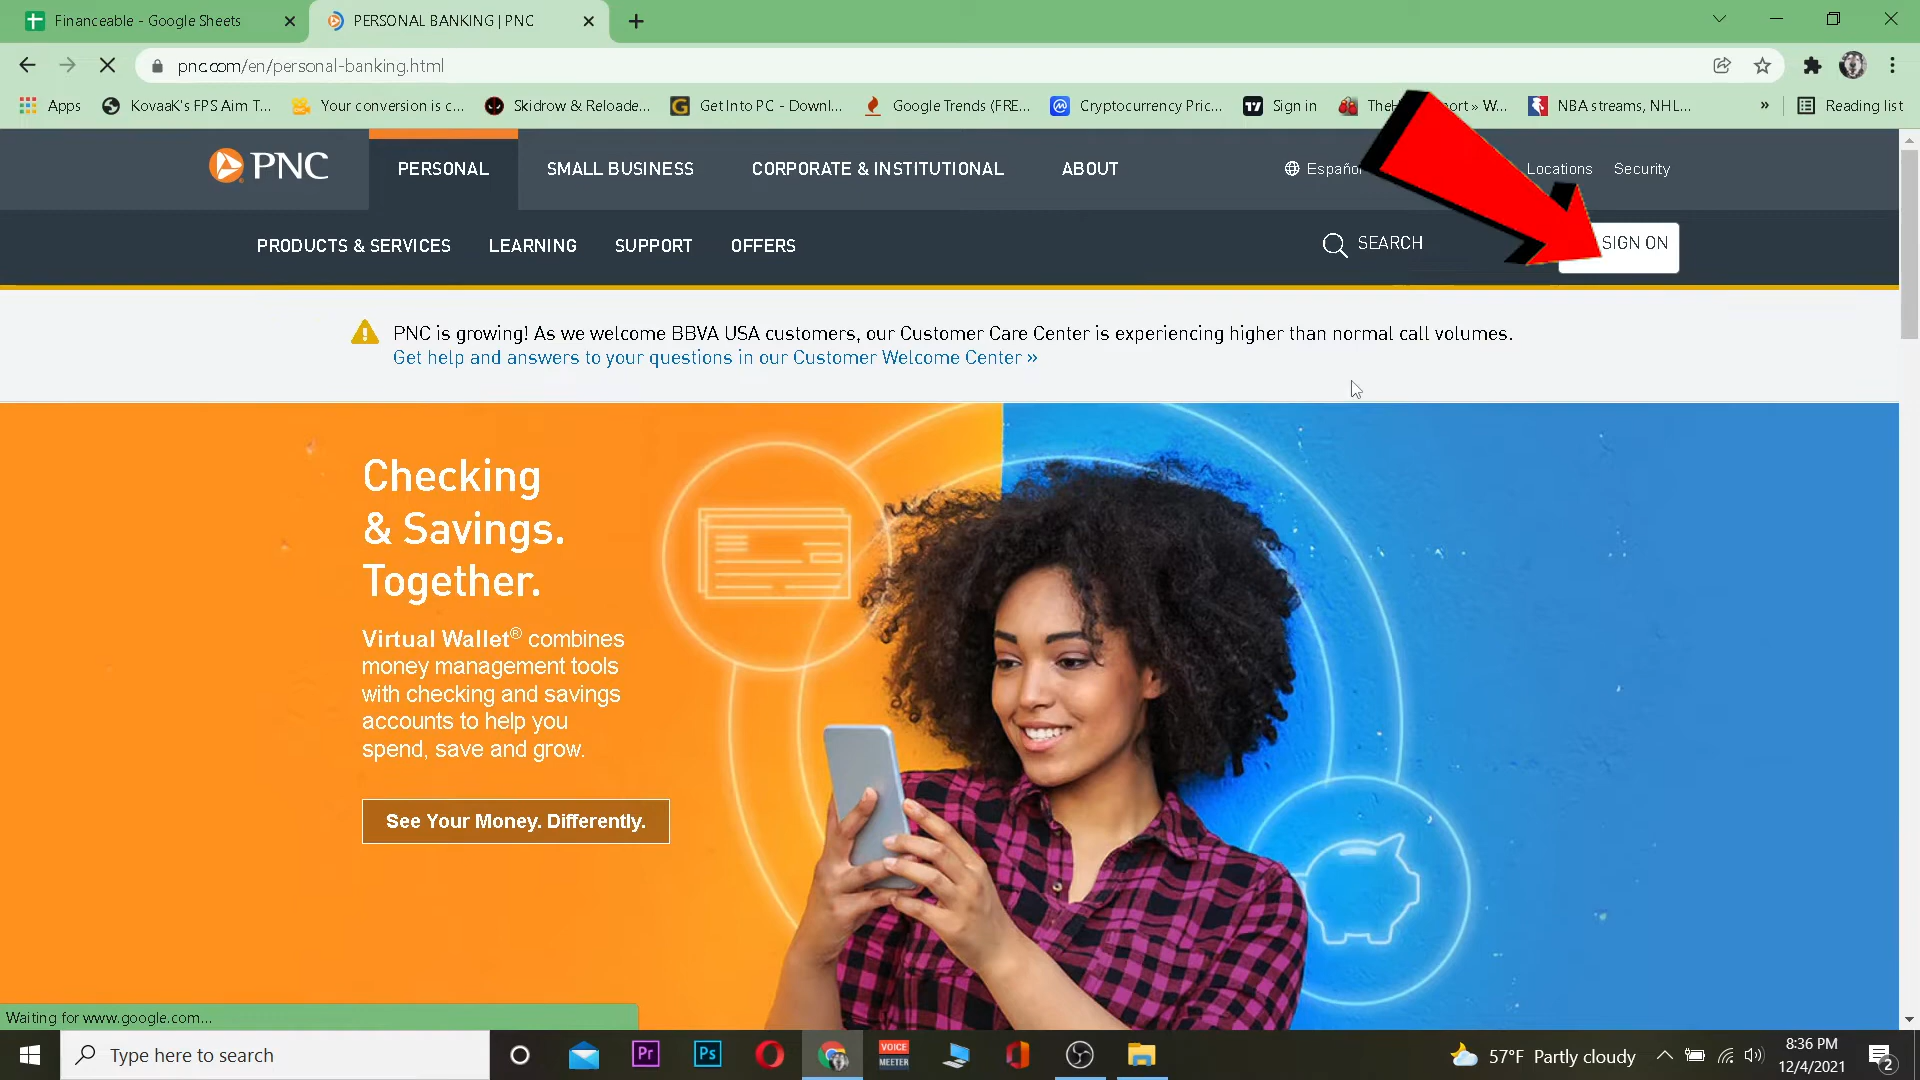 Financeable - Google Sheets
PERSONAL BANKING | PNC
pnc.com/en/personal-banking.html
Apps
KovaaK's FPS Aim T...
Your conversion is c...
Skidrow & Reloade...
Get Into PC - Downl...
Google Trends (FRE...
Cryptocurrency Pric...
Sign in
NBA streams, NHL...
»
Reading list
PNC
PERSONAL
SMALL BUSINESS
CORPORATE & INSTITUTIONAL
ABOUT
Español
Locations
Security
PRODUCTS & SERVICES
LEARNING
SUPPORT
OFFERS
SEARCH
SIGN ON
PNC is growing! As we welcome BBVA USA customers, our Customer Care Center is experiencing higher than normal call volumes.
Get help and answers to your questions in our Customer Welcome Center »
Checking
& Savings.
Together.
Virtual Wallet® combines
money management tools
with checking and savings
accounts to help you
spend, save and grow.
See Your Money. Differently.
Waiting for www.google.com...
Type here to search
Pr
Ps
VOICE
MEETER
57°F Partly cloudy
8:36 PM
12/4/2021
2